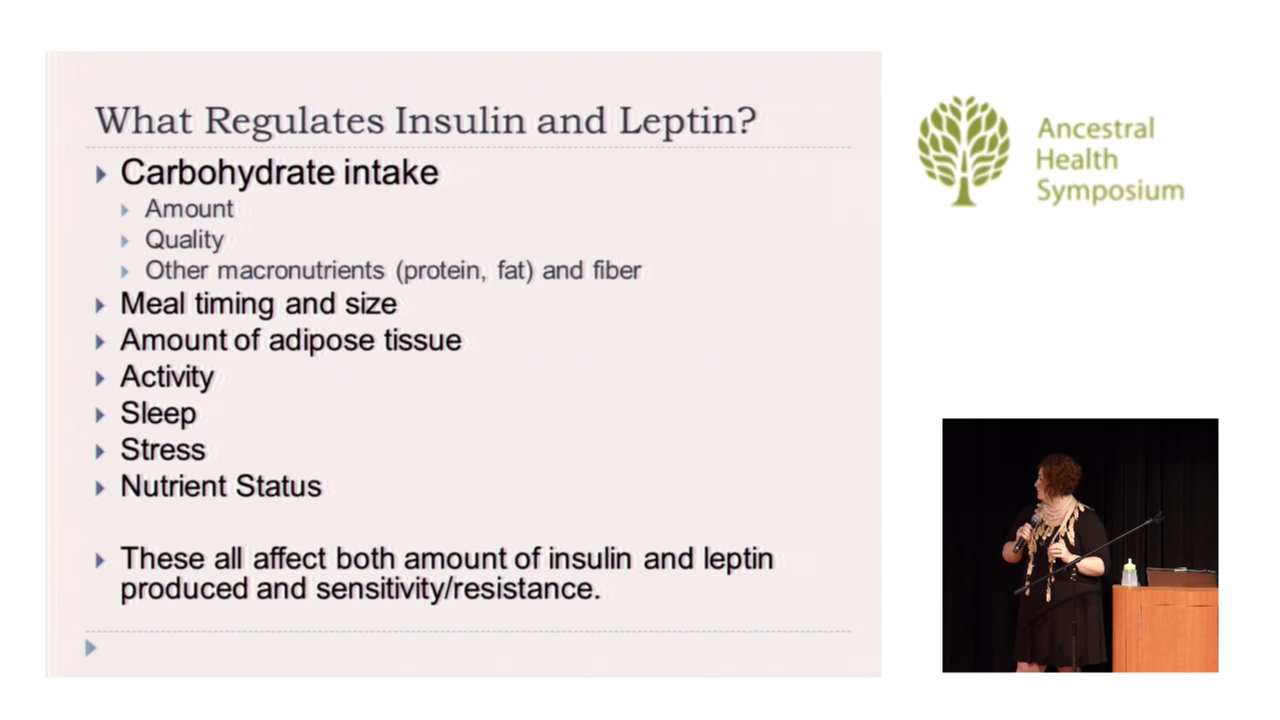 What Regulates Insulin and Leptin?
Carbohydrate intake
Amount
Quality
Other macronutrients (protein, fat) and fiber
Meal timing and size
Amount of adipose tissue
Activity
Sleep
Stress
Nutrient Status
These all affect both amount of insulin and leptin
produced and sensitivity/resistance.
Ancestral
Health
Symposium